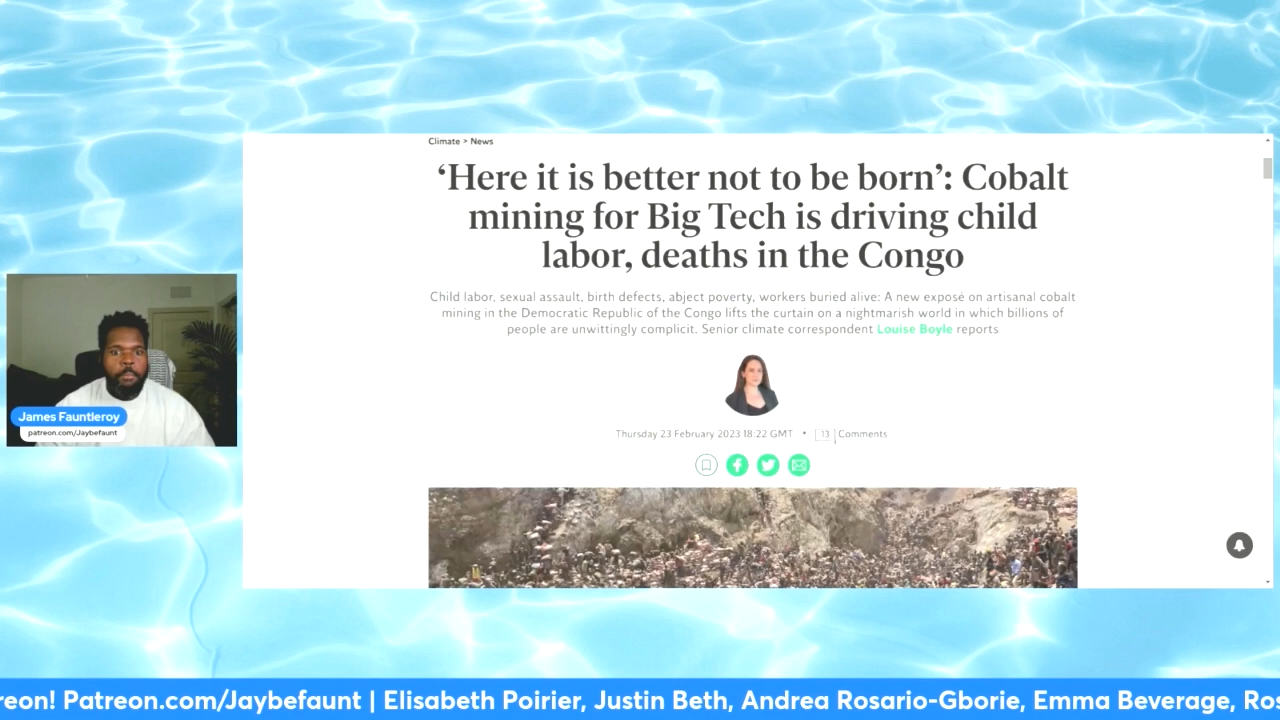 Climate > News
‘Here it is better not to be born’: Cobalt
mining for Big Tech is driving child
labor, deaths in the Congo
Child labor, sexual assault, birth defects, abject poverty, workers buried alive: A new exposé on artisanal cobalt
mining in the Democratic Republic of the Congo lifts the curtain on a nightmarish world in which billions of
people are unwittingly complicit. Senior climate correspondent Louise Boyle reports
Thursday 23 February 2023 18:22 GMT • 13 Comments
James Fauntleroy
patreon.com/Jaybefaunt
reon! Patreon.com/Jaybefaunt | Elisabeth Poirier, Justin Beth, Andrea Rosario-Gborie, Emma Beverage, Ros